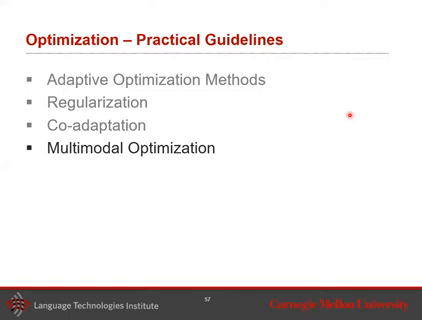 Optimization – Practical Guidelines
▪ Adaptive Optimization Methods
▪ Regularization
▪ Co-adaptation
▪ Multimodal Optimization
Language Technologies Institute
57
Carnegie Mellon University